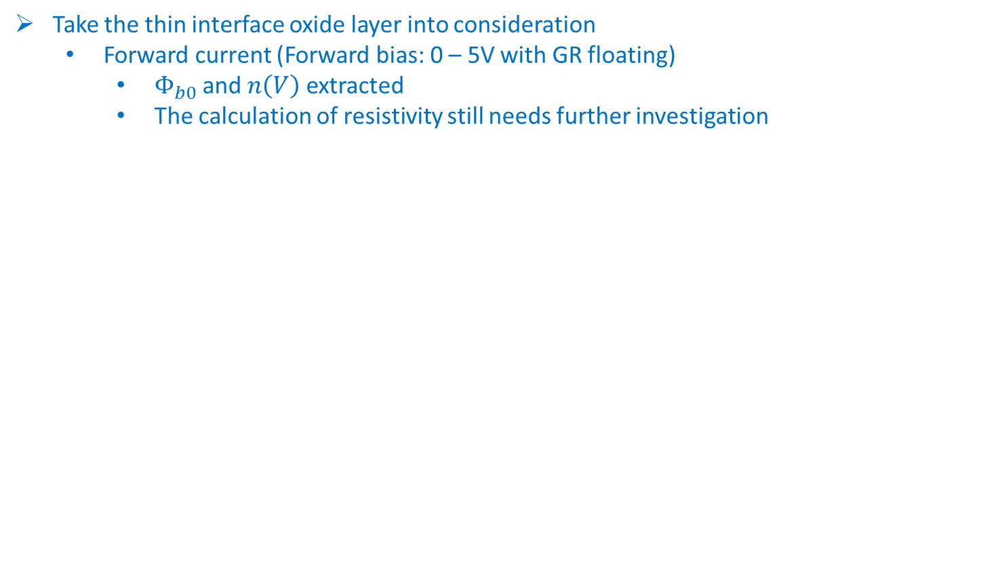 ➢ Take the thin interface oxide layer into consideration
• Forward current (Forward bias: 0 – 5V with GR floating)
• Φ_{b0} and n(V) extracted
• The calculation of resistivity still needs further investigation